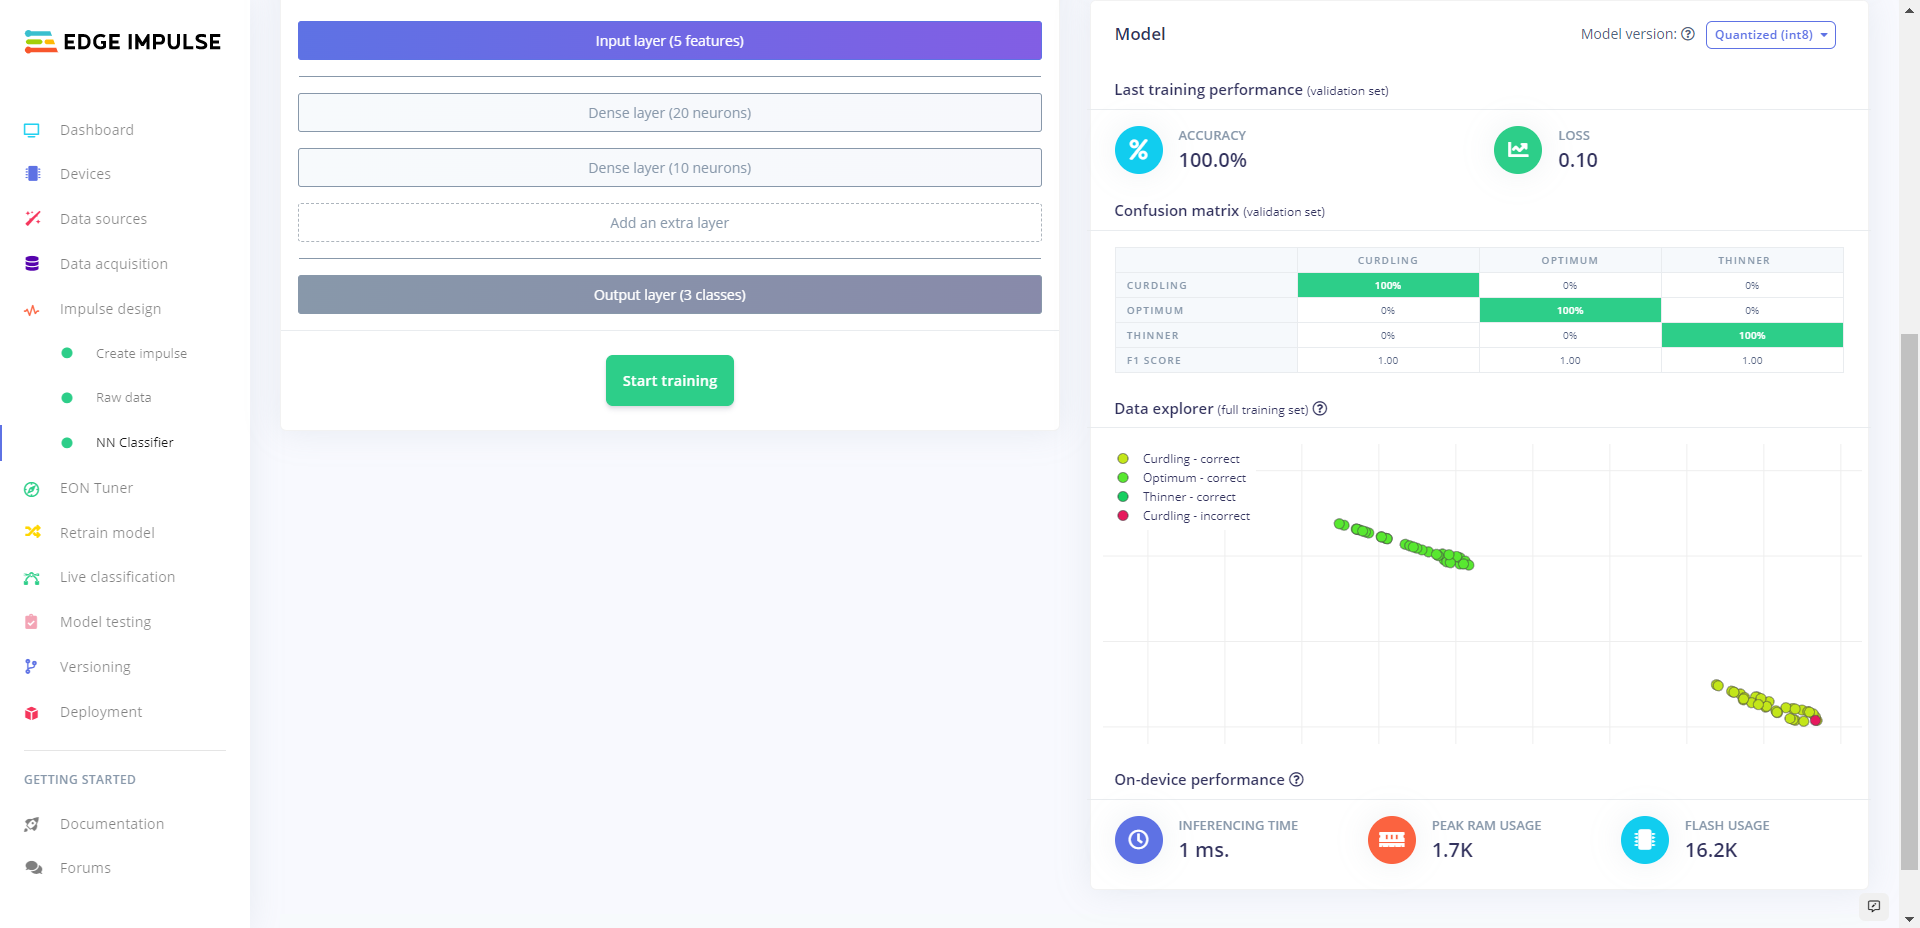 EDGE IMPULSE
Dashboard
Devices
Data sources
Data acquisition
Impulse design
Create impulse
Raw data
NN Classifier
EON Tuner
Retrain model
Live classification
Model testing
Versioning
Deployment
GETTING STARTED
Documentation
Forums
Input layer (5 features)
Dense layer (20 neurons)
Dense layer (10 neurons)
Add an extra layer
Output layer (3 classes)
Start training
Model
Model version: ? Quantized (int8)
Last training performance (validation set)
% ACCURACY
100.0%
LOSS
0.10
Confusion matrix (validation set)
CURDLING OPTIMUM THINNER
CURDLING 100% 0% 0%
OPTIMUM 0% 100% 0%
THINNER 0% 0% 100%
F1 SCORE 1.00 1.00 1.00
Data explorer (full training set) ?
Curdling - correct
Optimum - correct
Thinner - correct
Curdling - incorrect
On-device performance ?
INFERENCING TIME
1 ms.
PEAK RAM USAGE
1.7K
FLASH USAGE
16.2K